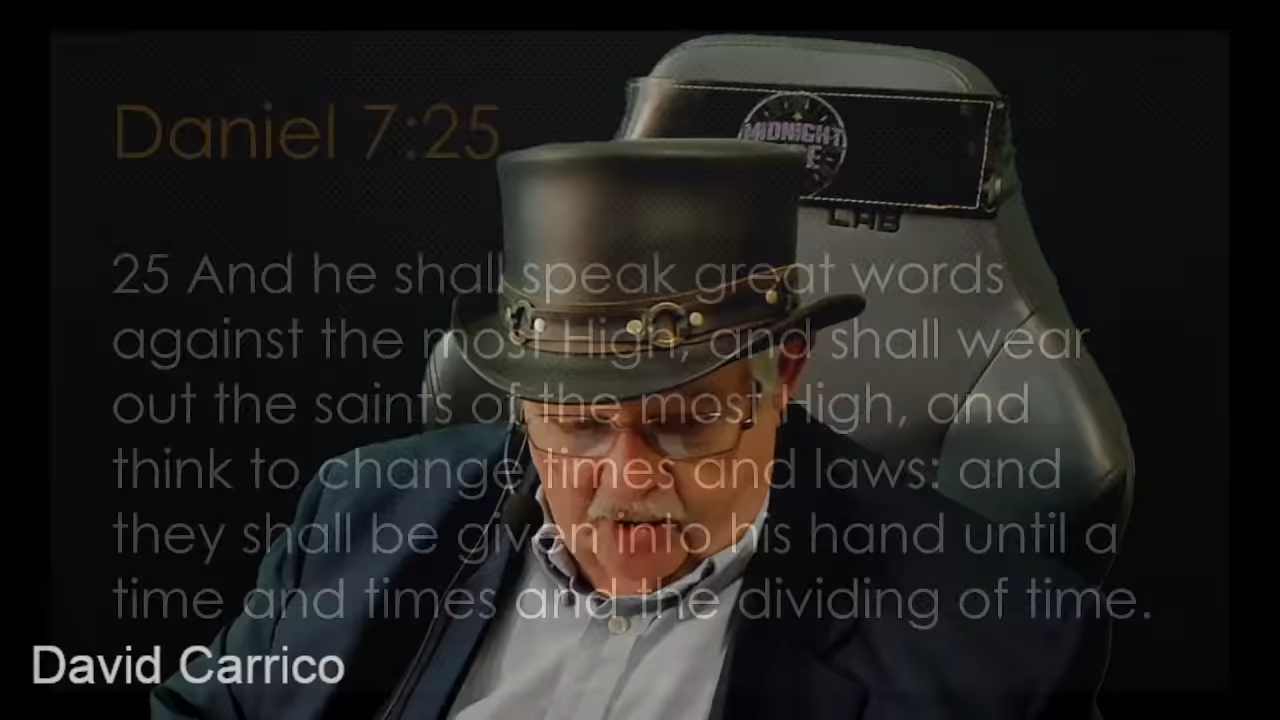 Daniel 7:25
MIDNIGHT
LAB
25 And he shall speak great words
against the most High, and shall wear
out the saints of the most High, and
think to change times and laws: and
they shall be given into his hand until a
time and times and the dividing of time.
David Carrico